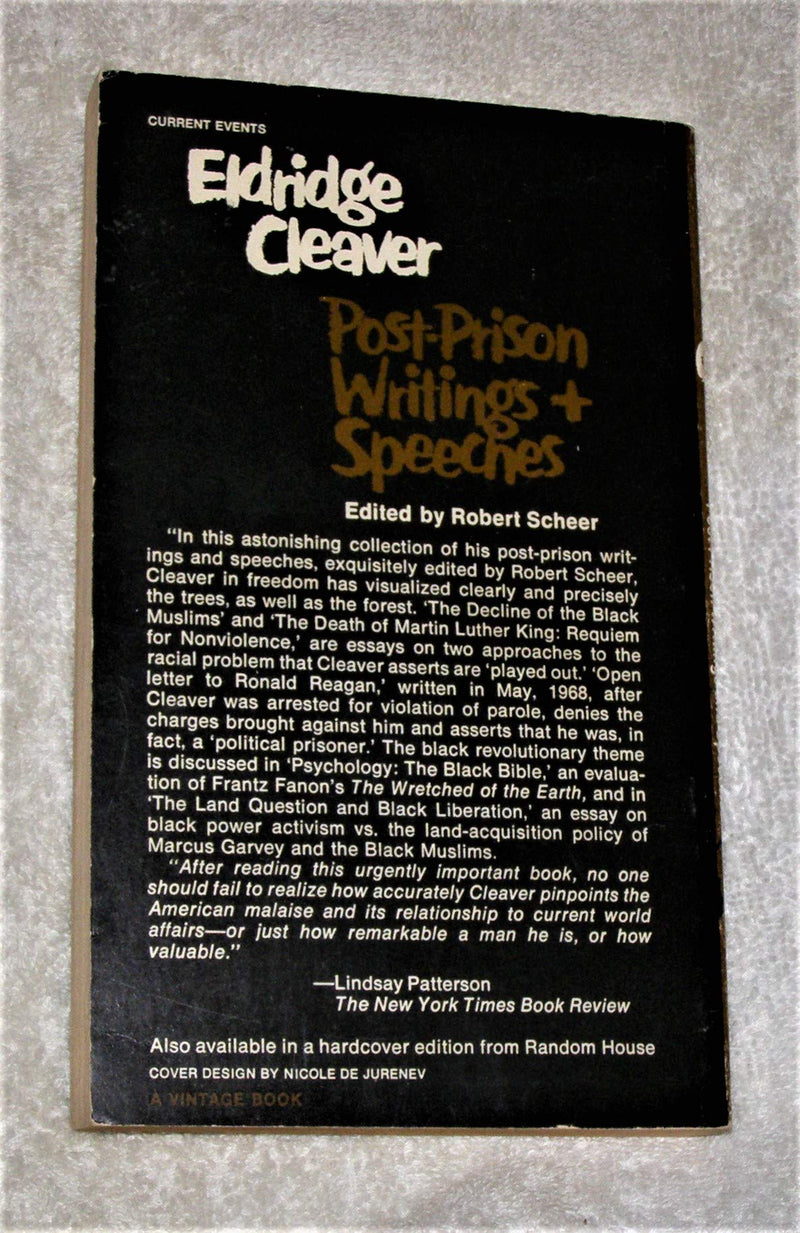 CURRENT EVENTS
Eldridge
Cleaver
Post-Prison
Writings +
Speeches
Edited by Robert Scheer
“In this astonishing collection of his post-prison writ-
ings and speeches, exquisitely edited by Robert Scheer,
Cleaver in freedom has visualized clearly and precisely
the trees, as well as the forest. ‘The Decline of the Black
Muslims’ and ‘The Death of Martin Luther King: Requiem
for Nonviolence,’ are essays on two approaches to the
racial problem that Cleaver asserts are ‘played out.’ ‘Open
letter to Ronald Reagan,’ written in May, 1968, after
Cleaver was arrested for violation of parole, denies the
charges brought against him and asserts that he was, in
fact, a ‘political prisoner.’ The black revolutionary theme
is discussed in ‘Psychology: The Black Bible,’ an evalua-
tion of Frantz Fanon’s The Wretched of the Earth, and in
‘The Land Question and Black Liberation,’ an essay on
black power activism vs. the land-acquisition policy of
Marcus Garvey and the Black Muslims.
“After reading this urgently important book, no one
should fail to realize how accurately Cleaver pinpoints the
American malaise and its relationship to current world
affairs—or just how remarkable a man he is, or how
valuable.”
—Lindsay Patterson
The New York Times Book Review
Also available in a hardcover edition from Random House
COVER DESIGN BY NICOLE DE JURENEV
A VINTAGE BOOK